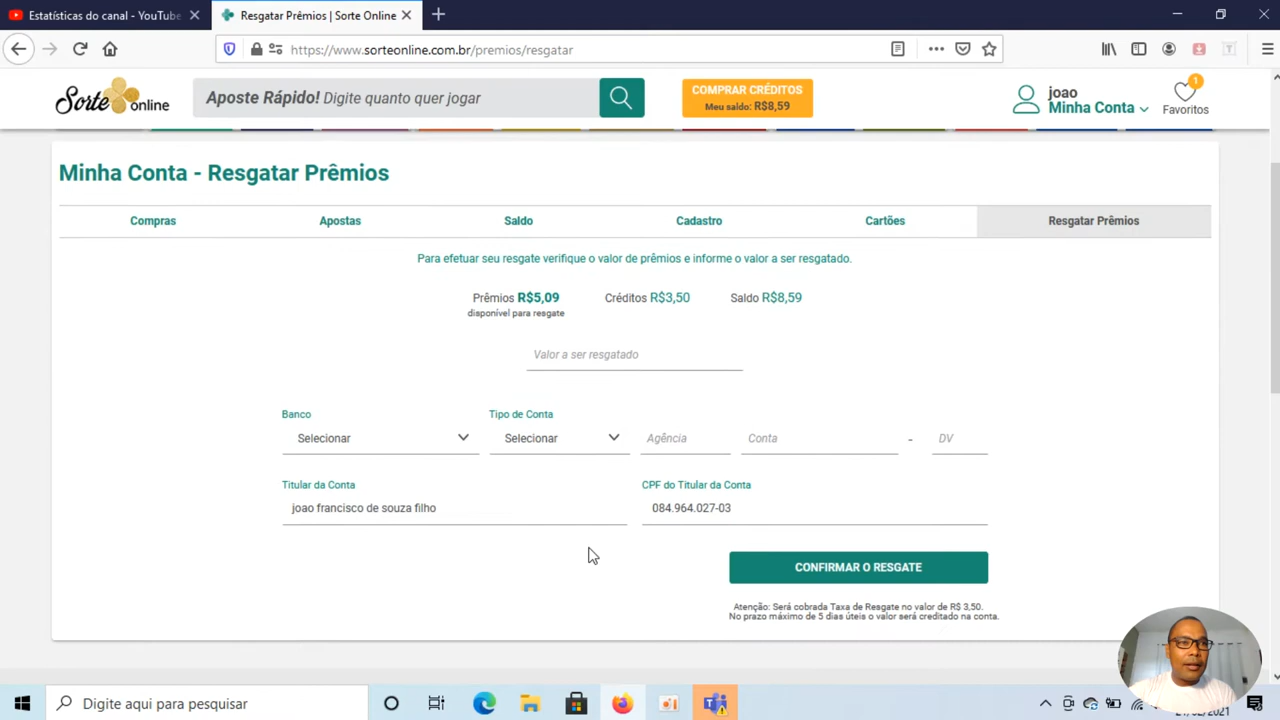 Estatísticas do canal - YouTube
Resgatar Prêmios | Sorte Online
https://www.sorteonline.com.br/premios/resgatar
Sorte online
Aposte Rápido! Digite quanto quer jogar
COMPRAR CRÉDITOS
Meu saldo: R$8,59
joao
Minha Conta
1
Favoritos
Minha Conta - Resgatar Prêmios
Compras Apostas Saldo Cadastro Cartões Resgatar Prêmios
Para efetuar seu resgate verifique o valor de prêmios e informe o valor a ser resgatado.
Prêmios R$5,09 Créditos R$3,50 Saldo R$8,59
disponível para resgate
Valor a ser resgatado
Banco Tipo de Conta
Selecionar Selecionar Agência Conta - DV
Titular da Conta CPF do Titular da Conta
joao francisco de souza filho 084.964.027-03
CONFIRMAR O RESGATE
Atenção: Será cobrada Taxa de Resgate no valor de R$ 3,50.
No prazo máximo de 5 dias úteis o valor será creditado na conta.
Digite aqui para pesquisar